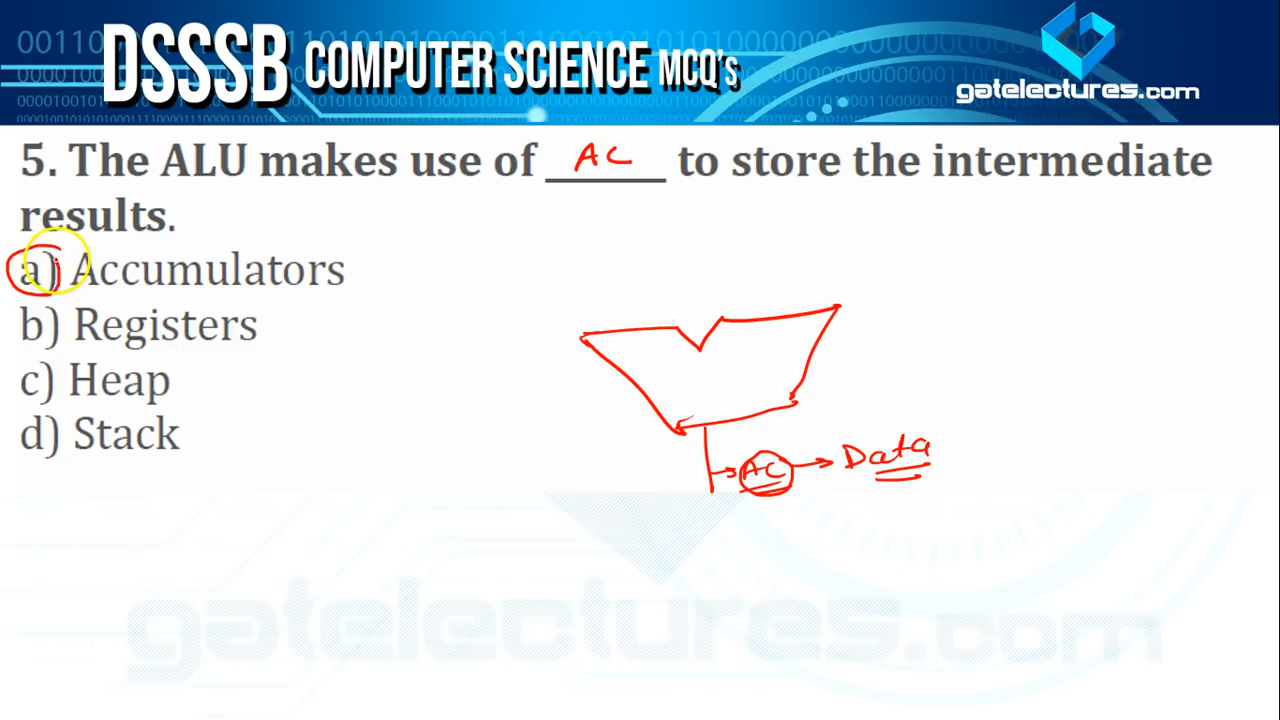 DSSSB COMPUTER SCIENCE MCQ's
gatelectures.com
5. The ALU makes use of AC to store the intermediate
results.
a) Accumulators
b) Registers
c) Heap
d) Stack
AC → Data
gatelectures.com